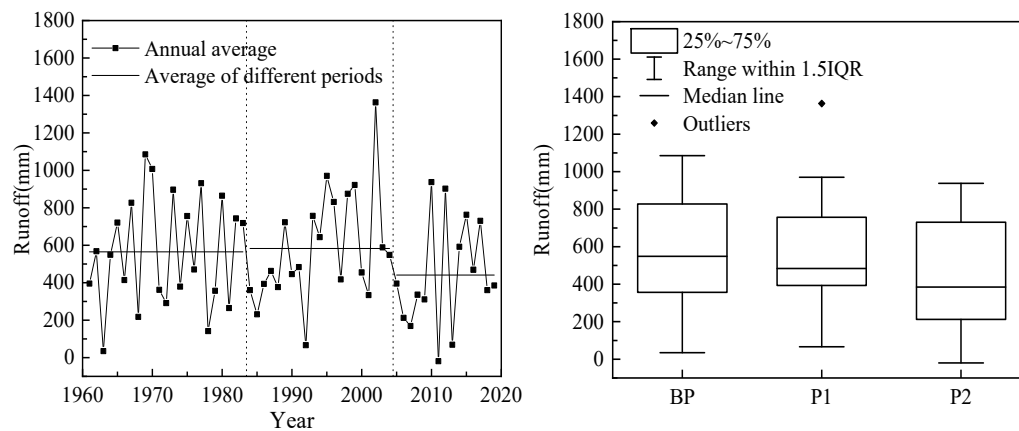 1800
1600
1400
1200
1000
800
600
400
200
0
Runoff(mm)
Annual average
Average of different periods
1960
1970
1980
1990
2000
2010
2020
Year
1800
1600
1400
1200
1000
800
600
400
200
0
Runoff(mm)
25%~75%
Range within 1.5IQR
Median line
Outliers
BP
P1
P2